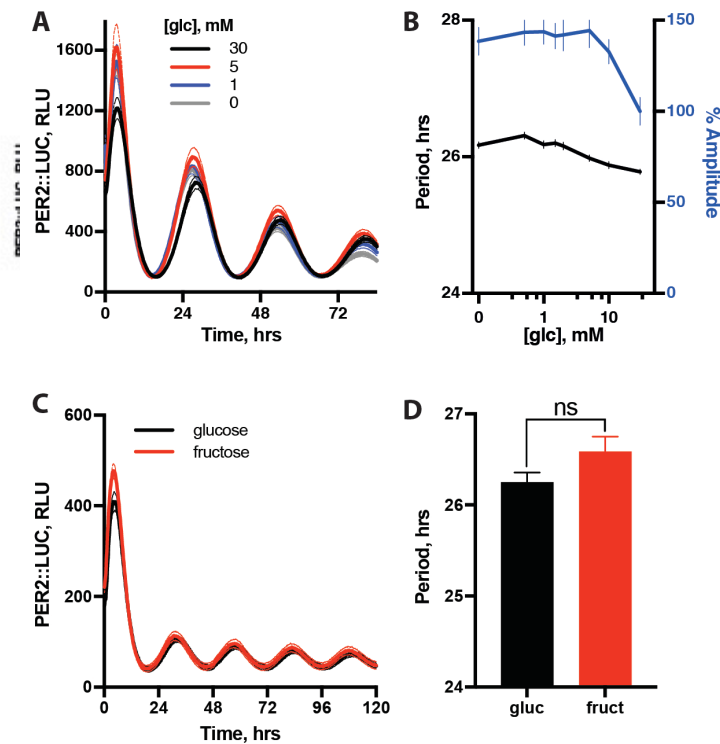 A
[glc], mM
30
5
1
0
1600
1200
800
400
0
PER2::LUC, RLU
0 24 48 72
Time, hrs
B
28
26
24
Period, hrs
150
100
50
0
% Amplitude
0 1 10
[glc], mM
C
glucose
fructose
600
400
200
0
PER2::LUC, RLU
0 24 48 72 96 120
Time, hrs
D
ns
27
26
25
24
Period, hrs
gluc fruct